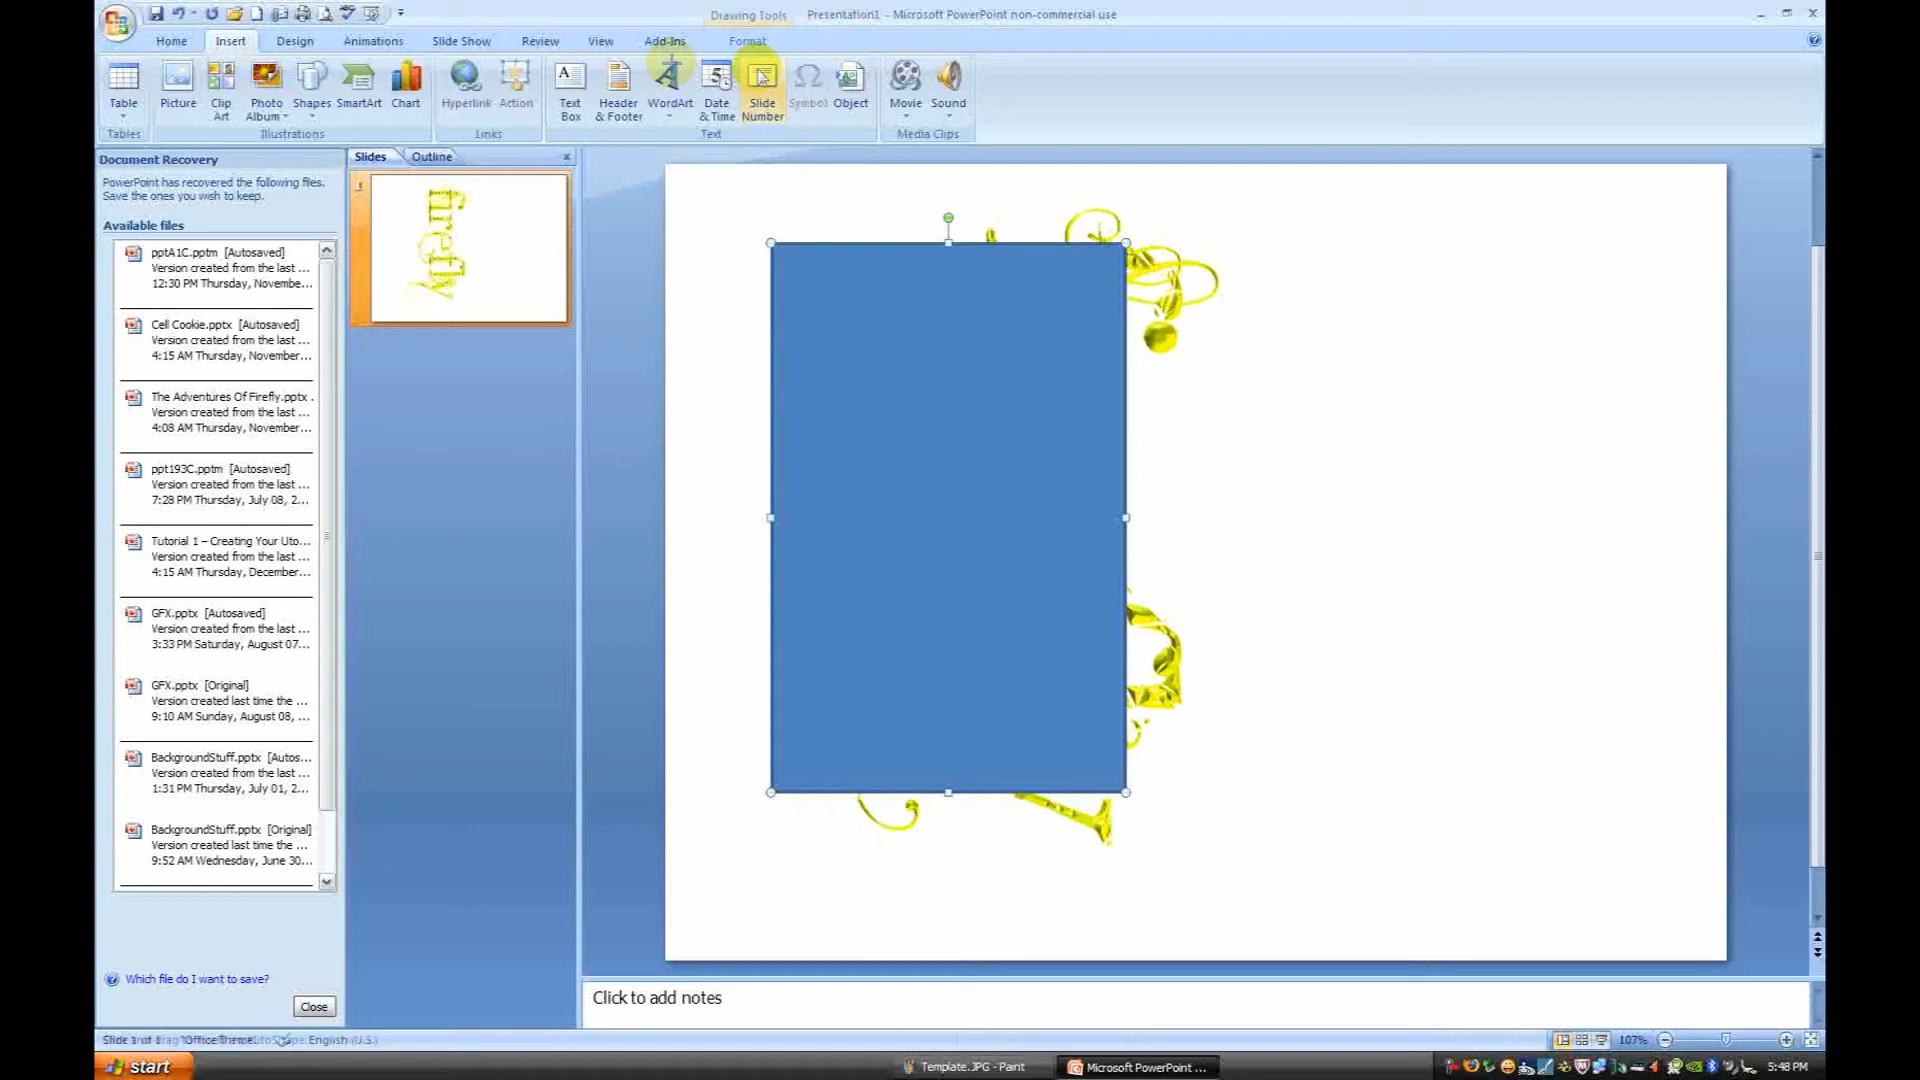 Drawing Tools
Presentation1 - Microsoft PowerPoint non-commercial use
Home Insert Design Animations Slide Show Review View Add-Ins Format
Table Picture Clip Art Photo Album Shapes SmartArt Chart Hyperlink Action Text Box Header & Footer WordArt Date & Time Slide Number Symbol Object Movie Sound
Tables Illustrations Links Text Media Clips
Document Recovery
PowerPoint has recovered the following files.
Save the ones you wish to keep.
Available files
pptA1C.pptm [Autosaved]
Version created from the last ...
12:30 PM Thursday, Novembe...
Cell Cookie.pptx [Autosaved]
Version created from the last ...
4:15 AM Thursday, November...
The Adventures Of Firefly.pptx .
Version created from the last ...
4:08 AM Thursday, November...
ppt193C.pptm [Autosaved]
Version created from the last ...
7:28 PM Thursday, July 08, 2...
Tutorial 1 – Creating Your Uto...
Version created from the last ...
4:15 AM Thursday, December...
GFX.pptx [Autosaved]
Version created from the last ...
3:33 PM Saturday, August 07...
GFX.pptx [Original]
Version created last time the ...
9:10 AM Sunday, August 08, ...
BackgroundStuff.pptx [Autos...
Version created from the last ...
1:31 PM Thursday, July 01, 2...
BackgroundStuff.pptx [Original]
Version created last time the ...
9:52 AM Wednesday, June 30...
Which file do I want to save?
Close
Slides Outline
1
firefly
Click to add notes
English (U.S.)
107%
start
Template.JPG - Paint
Microsoft PowerPoint ...
5:48 PM